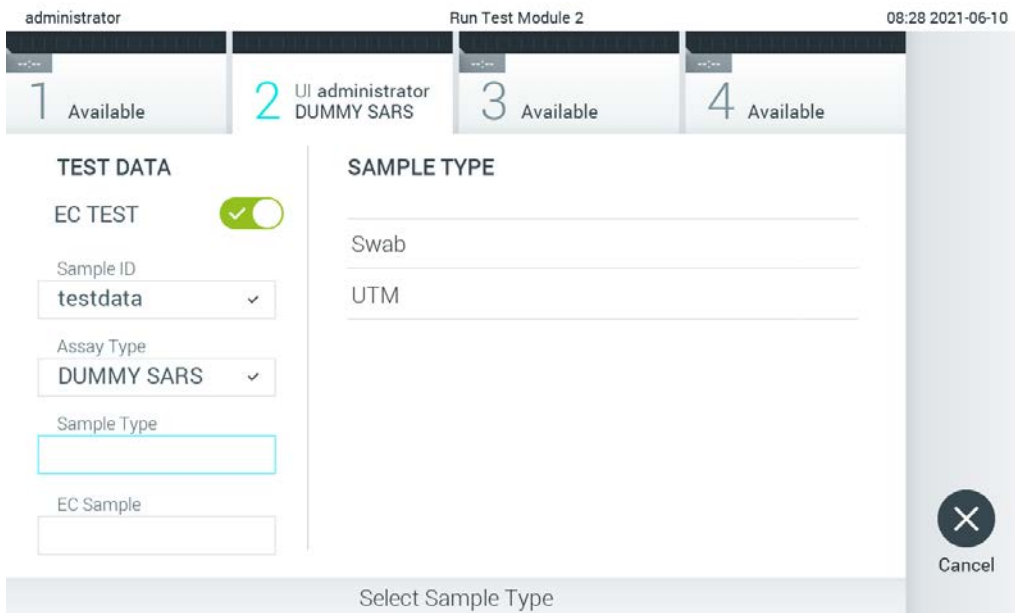 administrator Run Test Module 2 08:28 2021-06-10
--:-- --:-- --:--
1 Available
2 UI administrator
DUMMY SARS
3 Available
4 Available
TEST DATA
EC TEST
Sample ID
testdata
Assay Type
DUMMY SARS
Sample Type
EC Sample
SAMPLE TYPE
Swab
UTM
Cancel
Select Sample Type